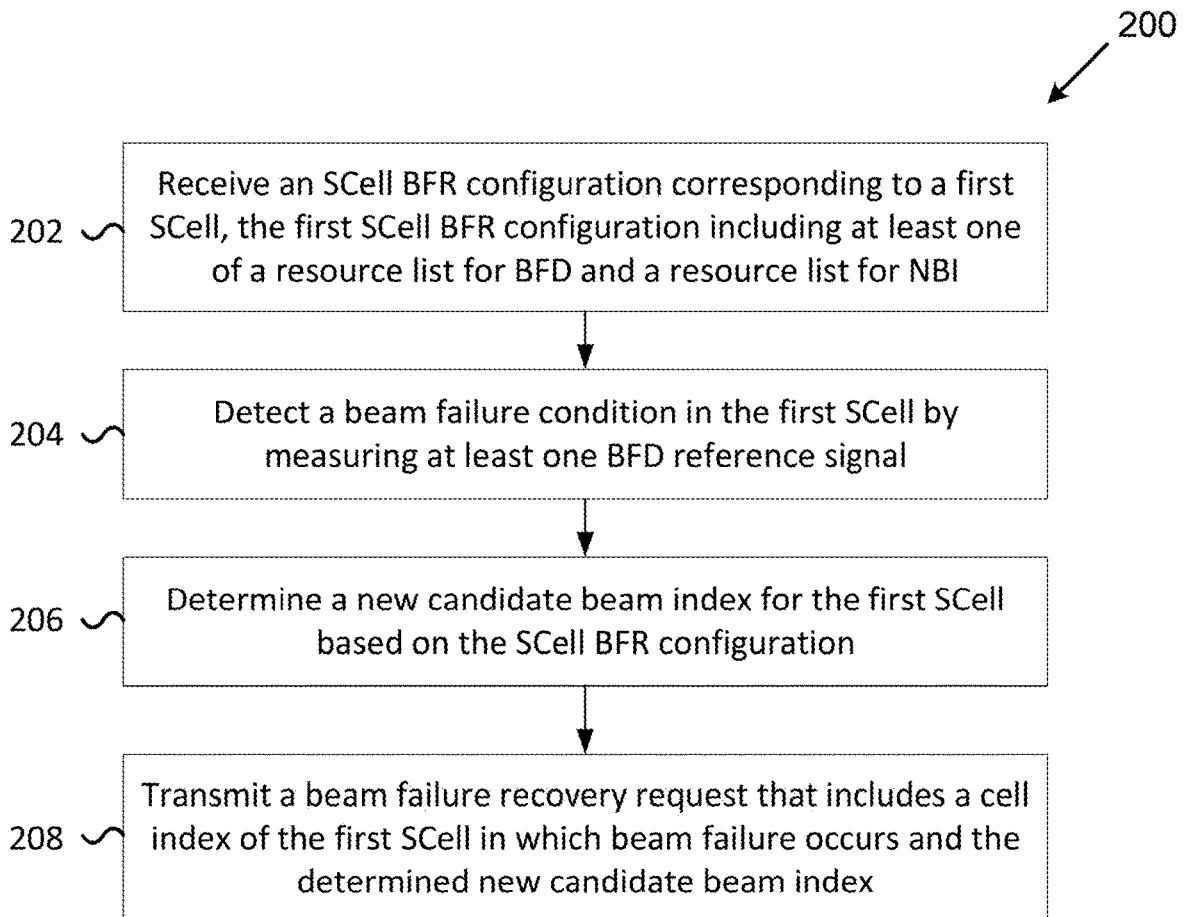 200
202
Receive an SCell BFR configuration corresponding to a first
SCell, the first SCell BFR configuration including at least one
of a resource list for BFD and a resource list for NBI
204
Detect a beam failure condition in the first SCell by
measuring at least one BFD reference signal
206
Determine a new candidate beam index for the first SCell
based on the SCell BFR configuration
208
Transmit a beam failure recovery request that includes a cell
index of the first SCell in which beam failure occurs and the
determined new candidate beam index